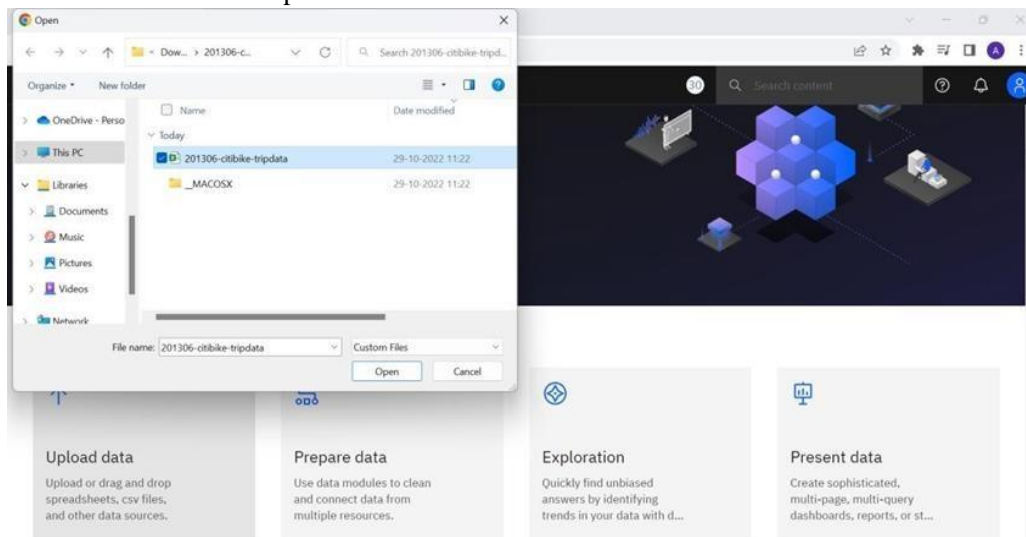 Open
Dow... > 201306-c...
Search 201306-citibike-tripd...
Organize
New folder
Name
Date modified
OneDrive - Perso
Today
This PC
201306-citibike-tripdata
29-10-2022 11:22
Libraries
__MACOSX
29-10-2022 11:22
Documents
Music
Pictures
Videos
Network
File name:
201306-citibike-tripdata
Custom Files
Open
Cancel
A
30
Search content
Upload data
Upload or drag and drop
spreadsheets, csv files,
and other data sources.
Prepare data
Use data modules to clean
and connect data from
multiple resources.
Exploration
Quickly find unbiased
answers by identifying
trends in your data with d...
Present data
Create sophisticated,
multi-page, multi-query
dashboards, reports, or st...